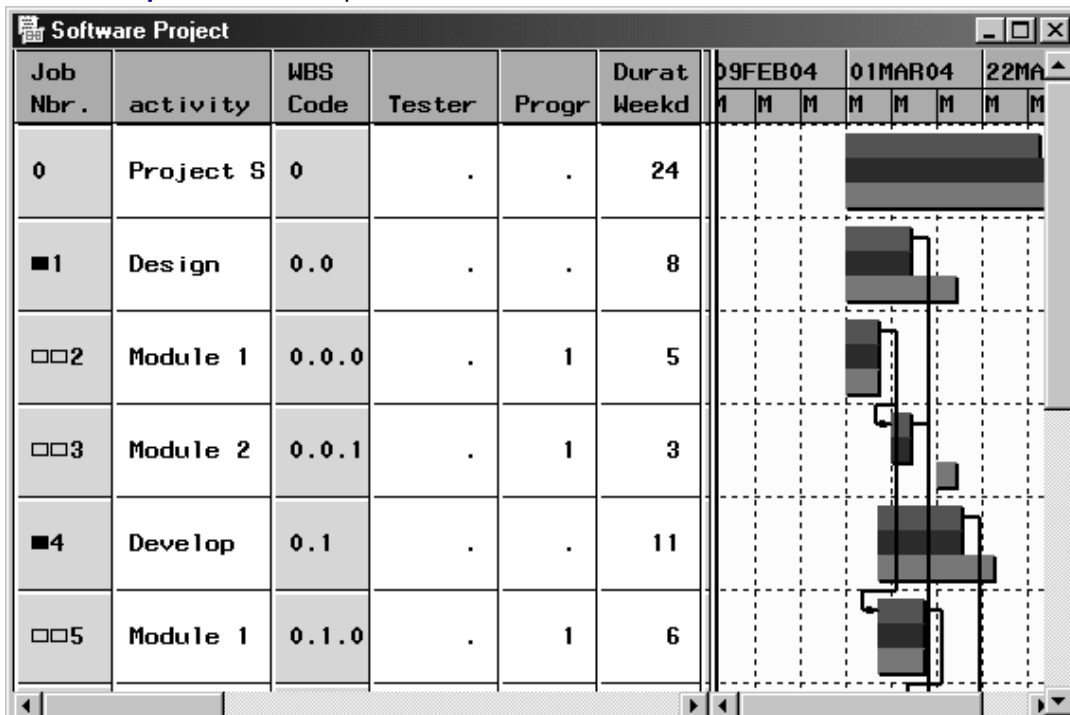 Software Project
Job Nbr. activity WBS Code Tester Progr Durat Weekd 09FEB04 01MAR04 22MA
M M M M M M M M
0 Project S 0 . . 24
1 Design 0.0 . . 8
2 Module 1 0.0.0 . 1 5
3 Module 2 0.0.1 . 1 3
4 Develop 0.1 . . 11
5 Module 1 0.1.0 . 1 6